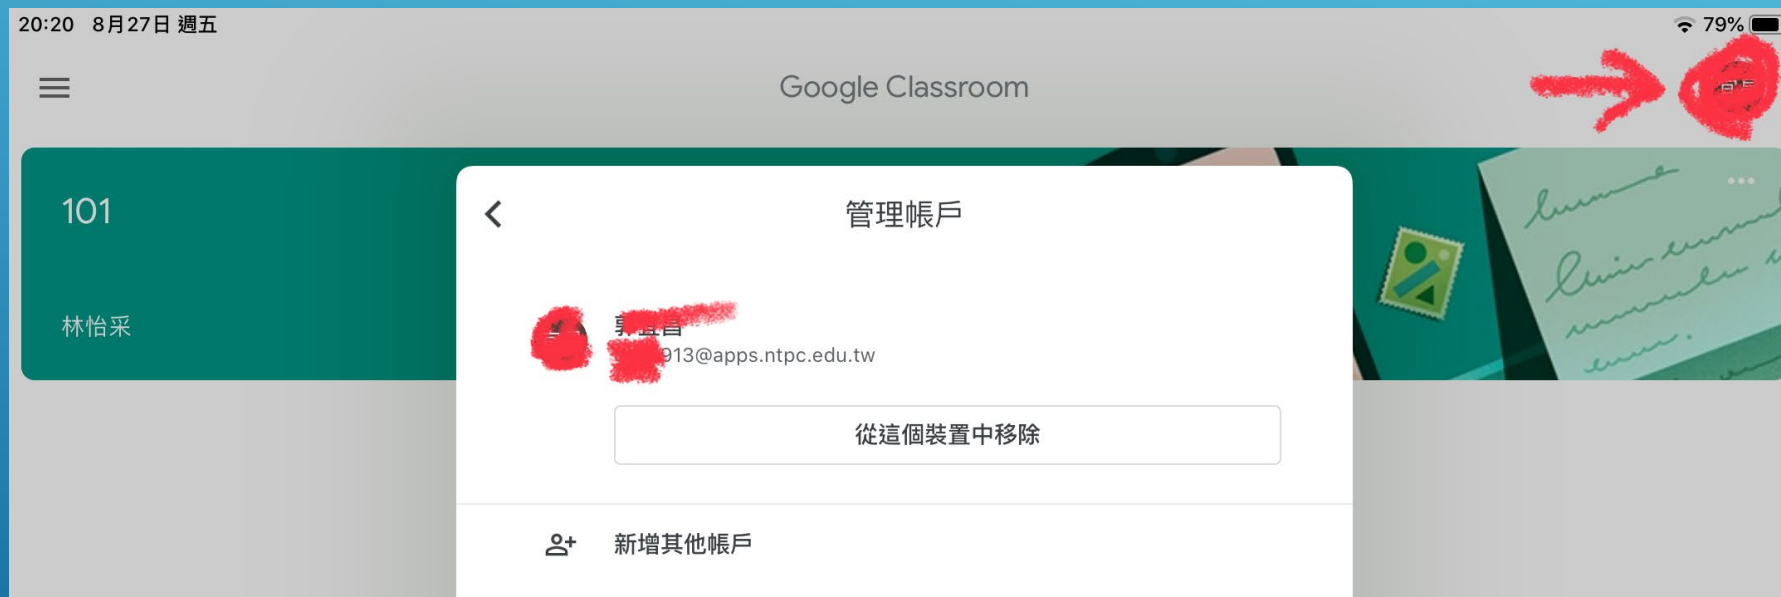 20:20 8月27日 週五
79%
Google Classroom
101
管理帳戶
林怡采
913@apps.ntpc.edu.tw
從這個裝置中移除
新增其他帳戶